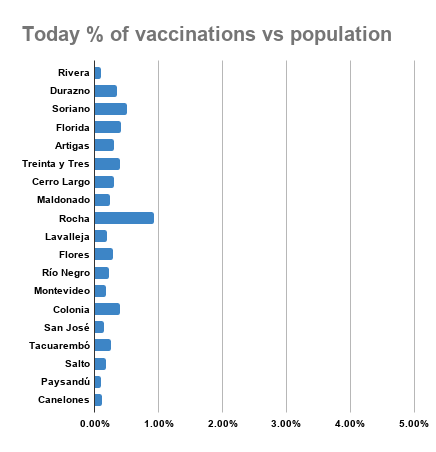 Today % of vaccinations vs population
Rivera
Durazno
Soriano
Florida
Artigas
Treinta y Tres
Cerro Largo
Maldonado
Rocha
Lavalleja
Flores
Río Negro
Montevideo
Colonia
San José
Tacuarembó
Salto
Paysandú
Canelones
0.00% 1.00% 2.00% 3.00% 4.00% 5.00%